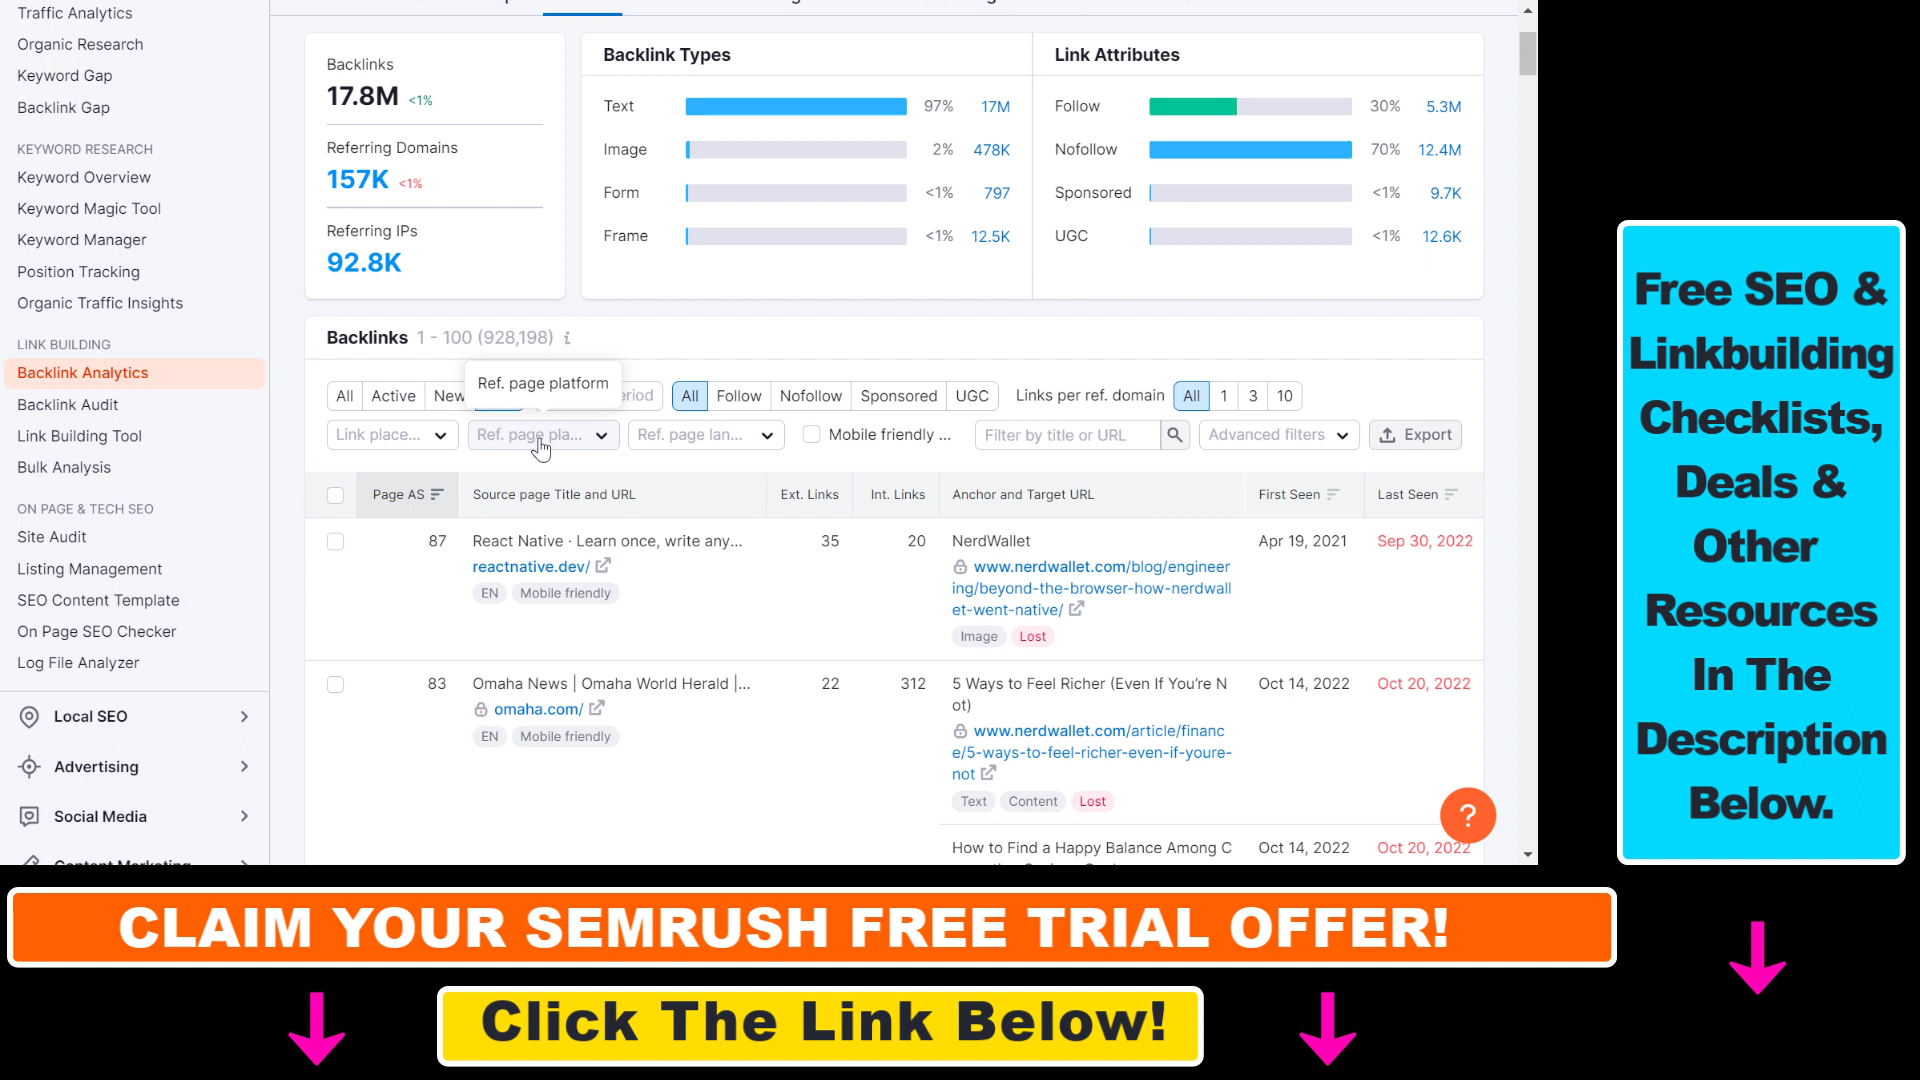 Traffic Analytics
Organic Research
Keyword Gap
Backlink Gap
KEYWORD RESEARCH
Keyword Overview
Keyword Magic Tool
Keyword Manager
Position Tracking
Organic Traffic Insights
LINK BUILDING
Backlink Analytics
Backlink Audit
Link Building Tool
Bulk Analysis
ON PAGE & TECH SEO
Site Audit
Listing Management
SEO Content Template
On Page SEO Checker
Log File Analyzer
Local SEO
Advertising
Social Media
Content Marketing
Backlinks
17.8M <1%
Referring Domains
157K <1%
Referring IPs
92.8K
Backlink Types
Text 97% 17M
Image 2% 478K
Form <1% 797
Frame <1% 12.5K
Link Attributes
Follow 30% 5.3M
Nofollow 70% 12.4M
Sponsored <1% 9.7K
UGC <1% 12.6K
Backlinks 1 - 100 (928,198) i
Ref. page platform
All Active New eriod All Follow Nofollow Sponsored UGC Links per ref. domain All 1 3 10
Link place... Ref. page pla... Ref. page lan... Mobile friendly ... Filter by title or URL Advanced filters Export
Page AS Source page Title and URL Ext. Links Int. Links Anchor and Target URL First Seen Last Seen
87 React Native · Learn once, write any... 35 20 NerdWallet Apr 19, 2021 Sep 30, 2022
reactnative.dev/ www.nerdwallet.com/blog/engineer
EN Mobile friendly ing/beyond-the-browser-how-nerdwall
et-went-native/
Image Lost
83 Omaha News | Omaha World Herald |... 22 312 5 Ways to Feel Richer (Even If You're N Oct 14, 2022 Oct 20, 2022
ot)
omaha.com/ www.nerdwallet.com/article/financ
EN Mobile friendly e/5-ways-to-feel-richer-even-if-youre-
not
Text Content Lost
How to Find a Happy Balance Among C Oct 14, 2022 Oct 20, 2022
?
Free SEO &
Linkbuilding
Checklists,
Deals &
Other
Resources
In The
Description
Below.
CLAIM YOUR SEMRUSH FREE TRIAL OFFER!
Click The Link Below!